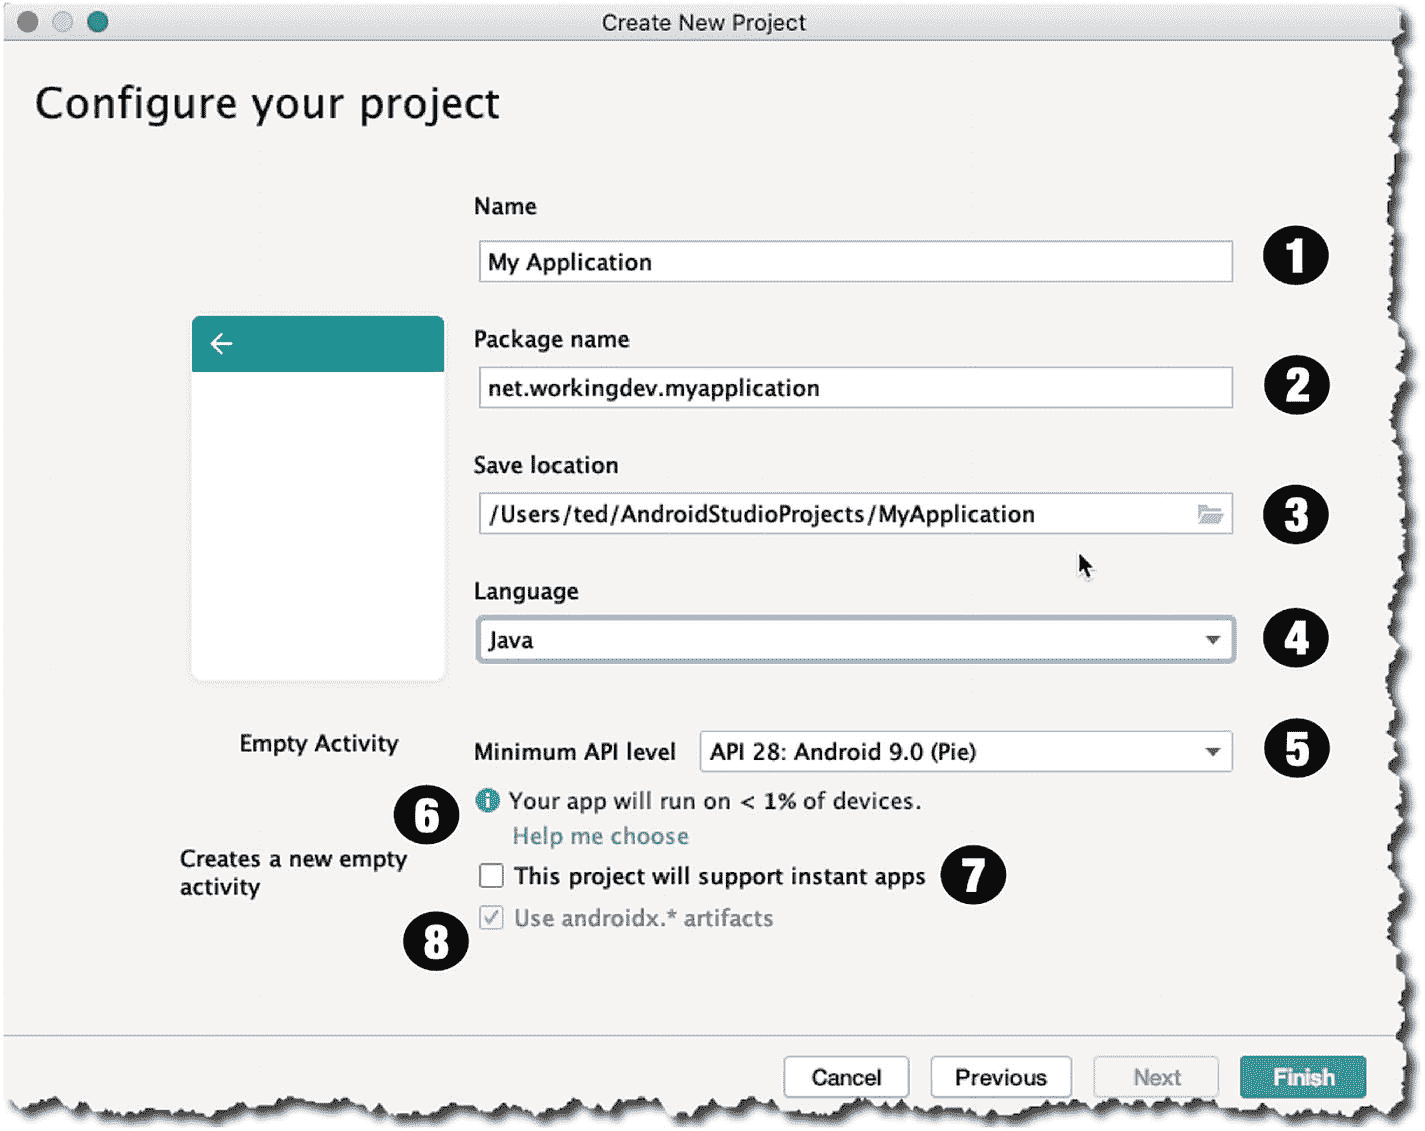 Create New Project
Configure your project
Name
My Application
1
Package name
net.workingdev.myapplication
2
Save location
/Users/ted/AndroidStudioProjects/MyApplication
3
Language
Java
4
Empty Activity
Minimum API level
API 28: Android 9.0 (Pie)
5
6
Your app will run on < 1% of devices.
Help me choose
Creates a new empty
activity
This project will support instant apps
7
8
Use androidx.* artifacts
Cancel
Previous
Next
Finish